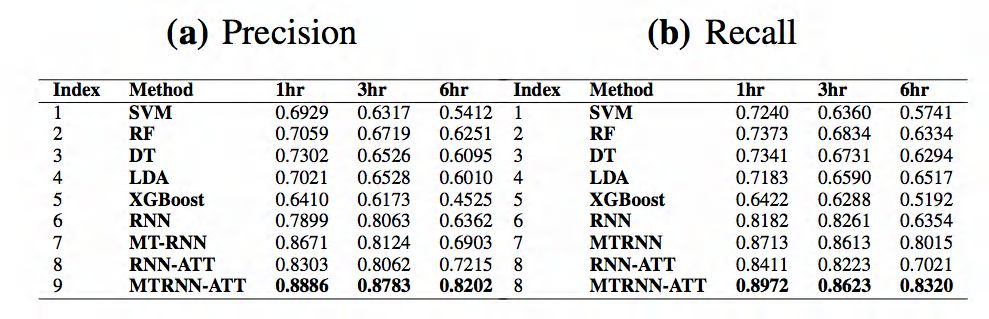 (a) Precision (b) Recall
Index Method 1hr 3hr 6hr Index Method 1hr 3hr 6hr
1 SVM 0.6929 0.6317 0.5412 1 SVM 0.7240 0.6360 0.5741
2 RF 0.7059 0.6719 0.6251 2 RF 0.7373 0.6834 0.6334
3 DT 0.7302 0.6526 0.6095 3 DT 0.7341 0.6731 0.6294
4 LDA 0.7021 0.6528 0.6010 4 LDA 0.7183 0.6590 0.6517
5 XGBoost 0.6410 0.6173 0.4525 5 XGBoost 0.6422 0.6288 0.5192
6 RNN 0.7899 0.8063 0.6362 6 RNN 0.8182 0.8261 0.6354
7 MT-RNN 0.8671 0.8124 0.6903 7 MTRNN 0.8713 0.8613 0.8015
8 RNN-ATT 0.8303 0.8062 0.7215 8 RNN-ATT 0.8411 0.8223 0.7021
9 MTRNN-ATT 0.8886 0.8783 0.8202 8 MTRNN-ATT 0.8972 0.8623 0.8320